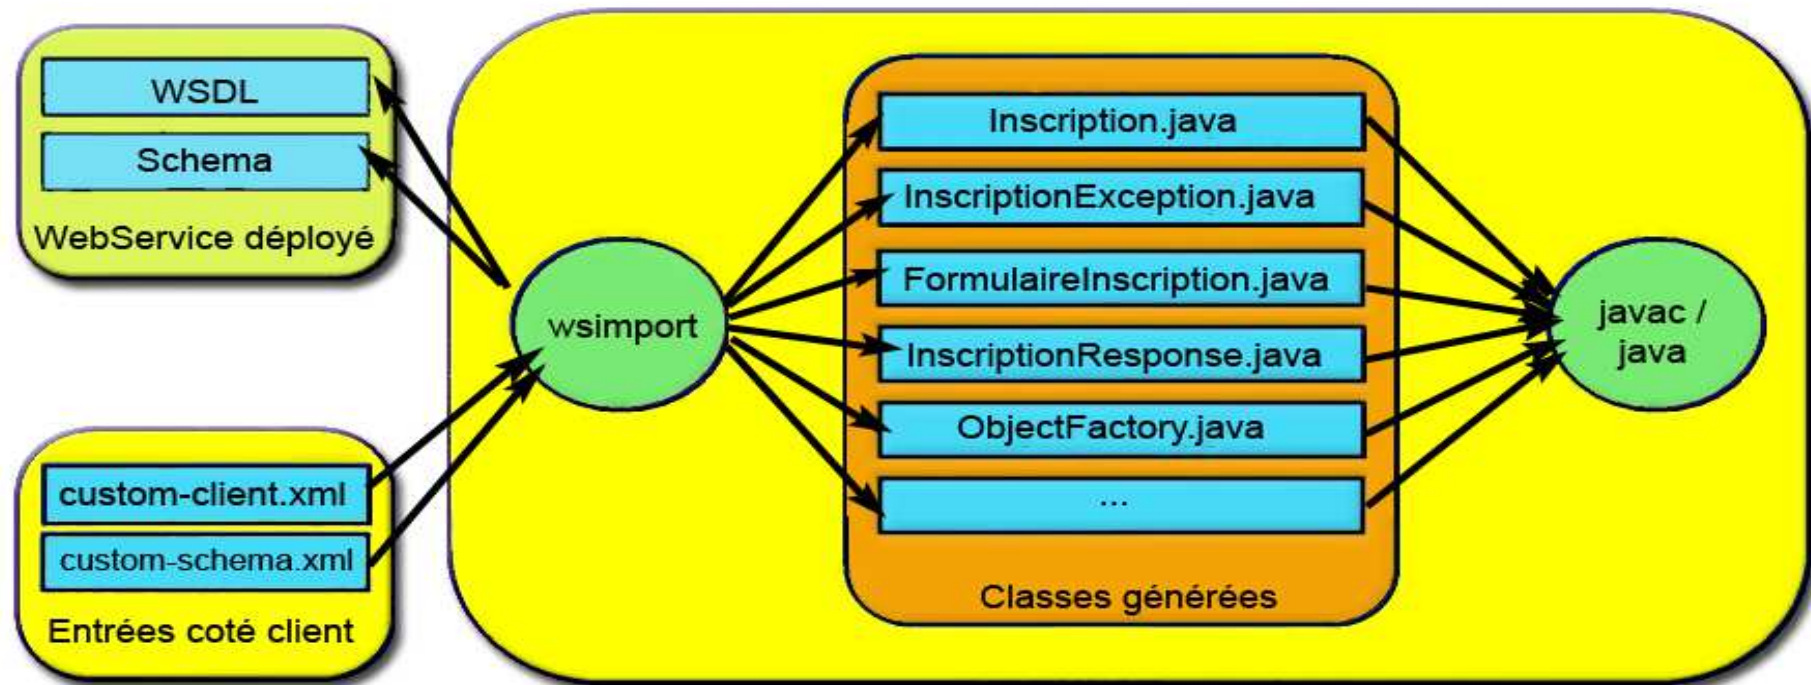 WSDL
Schema
WebService déployé
custom-client.xml
custom-schema.xml
Entrées coté client
wsimport
Inscription.java
InscriptionException.java
FormulaireInscription.java
InscriptionResponse.java
ObjectFactory.java
...
Classes générées
javac /
java